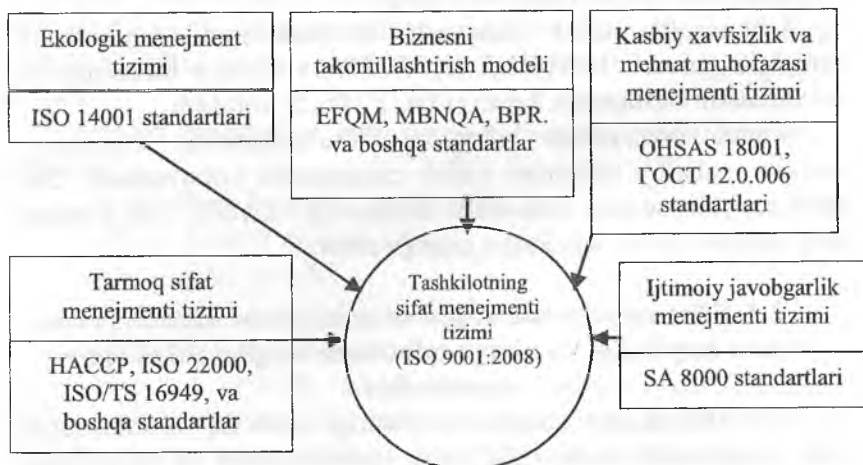 Ekologik menejment
tizimi
ISO 14001 standartlari
Biznesni
takomillashtirish modeli
EFQM, MBNQA, BPR.
va boshqa standartlar
Kasbiy xavfsizlik va
mehnat muhofazasi
menejmenti tizimi
OHSAS 18001,
ГОСТ 12.0.006
standartlari
Tarmoq sifat
menejmenti tizimi
HACCP, ISO 22000,
ISO/TS 16949, va
boshqa standartlar
Tashkilotning
sifat menejmenti
tizimi
(ISO 9001:2008)
Ijtimoiy javobgarlik
menejmenti tizimi
SA 8000 standartlari